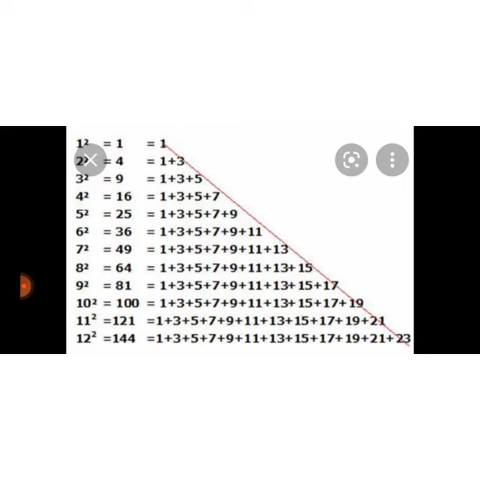 1² = 1 = 1
2² = 4 = 1+3
3² = 9 = 1+3+5
4² = 16 = 1+3+5+7
5² = 25 = 1+3+5+7+9
6² = 36 = 1+3+5+7+9+11
7² = 49 = 1+3+5+7+9+11+13
8² = 64 = 1+3+5+7+9+11+13+15
9² = 81 = 1+3+5+7+9+11+13+15+17
10² = 100 = 1+3+5+7+9+11+13+15+17+19
11² =121 =1+3+5+7+9+11+13+15+17+19+21
12² =144 =1+3+5+7+9+11+13+15+17+19+21+23